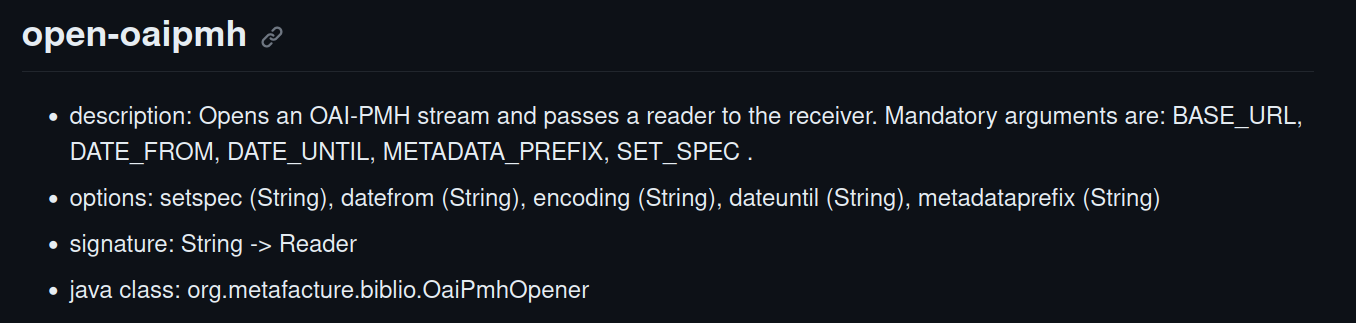 open-oaipmh
• description: Opens an OAI-PMH stream and passes a reader to the receiver. Mandatory arguments are: BASE_URL,
DATE_FROM, DATE_UNTIL, METADATA_PREFIX, SET_SPEC .
• options: setspec (String), datefrom (String), encoding (String), dateuntil (String), metadataprefix (String)
• signature: String -> Reader
• java class: org.metafacture.biblio.OaiPmhOpener